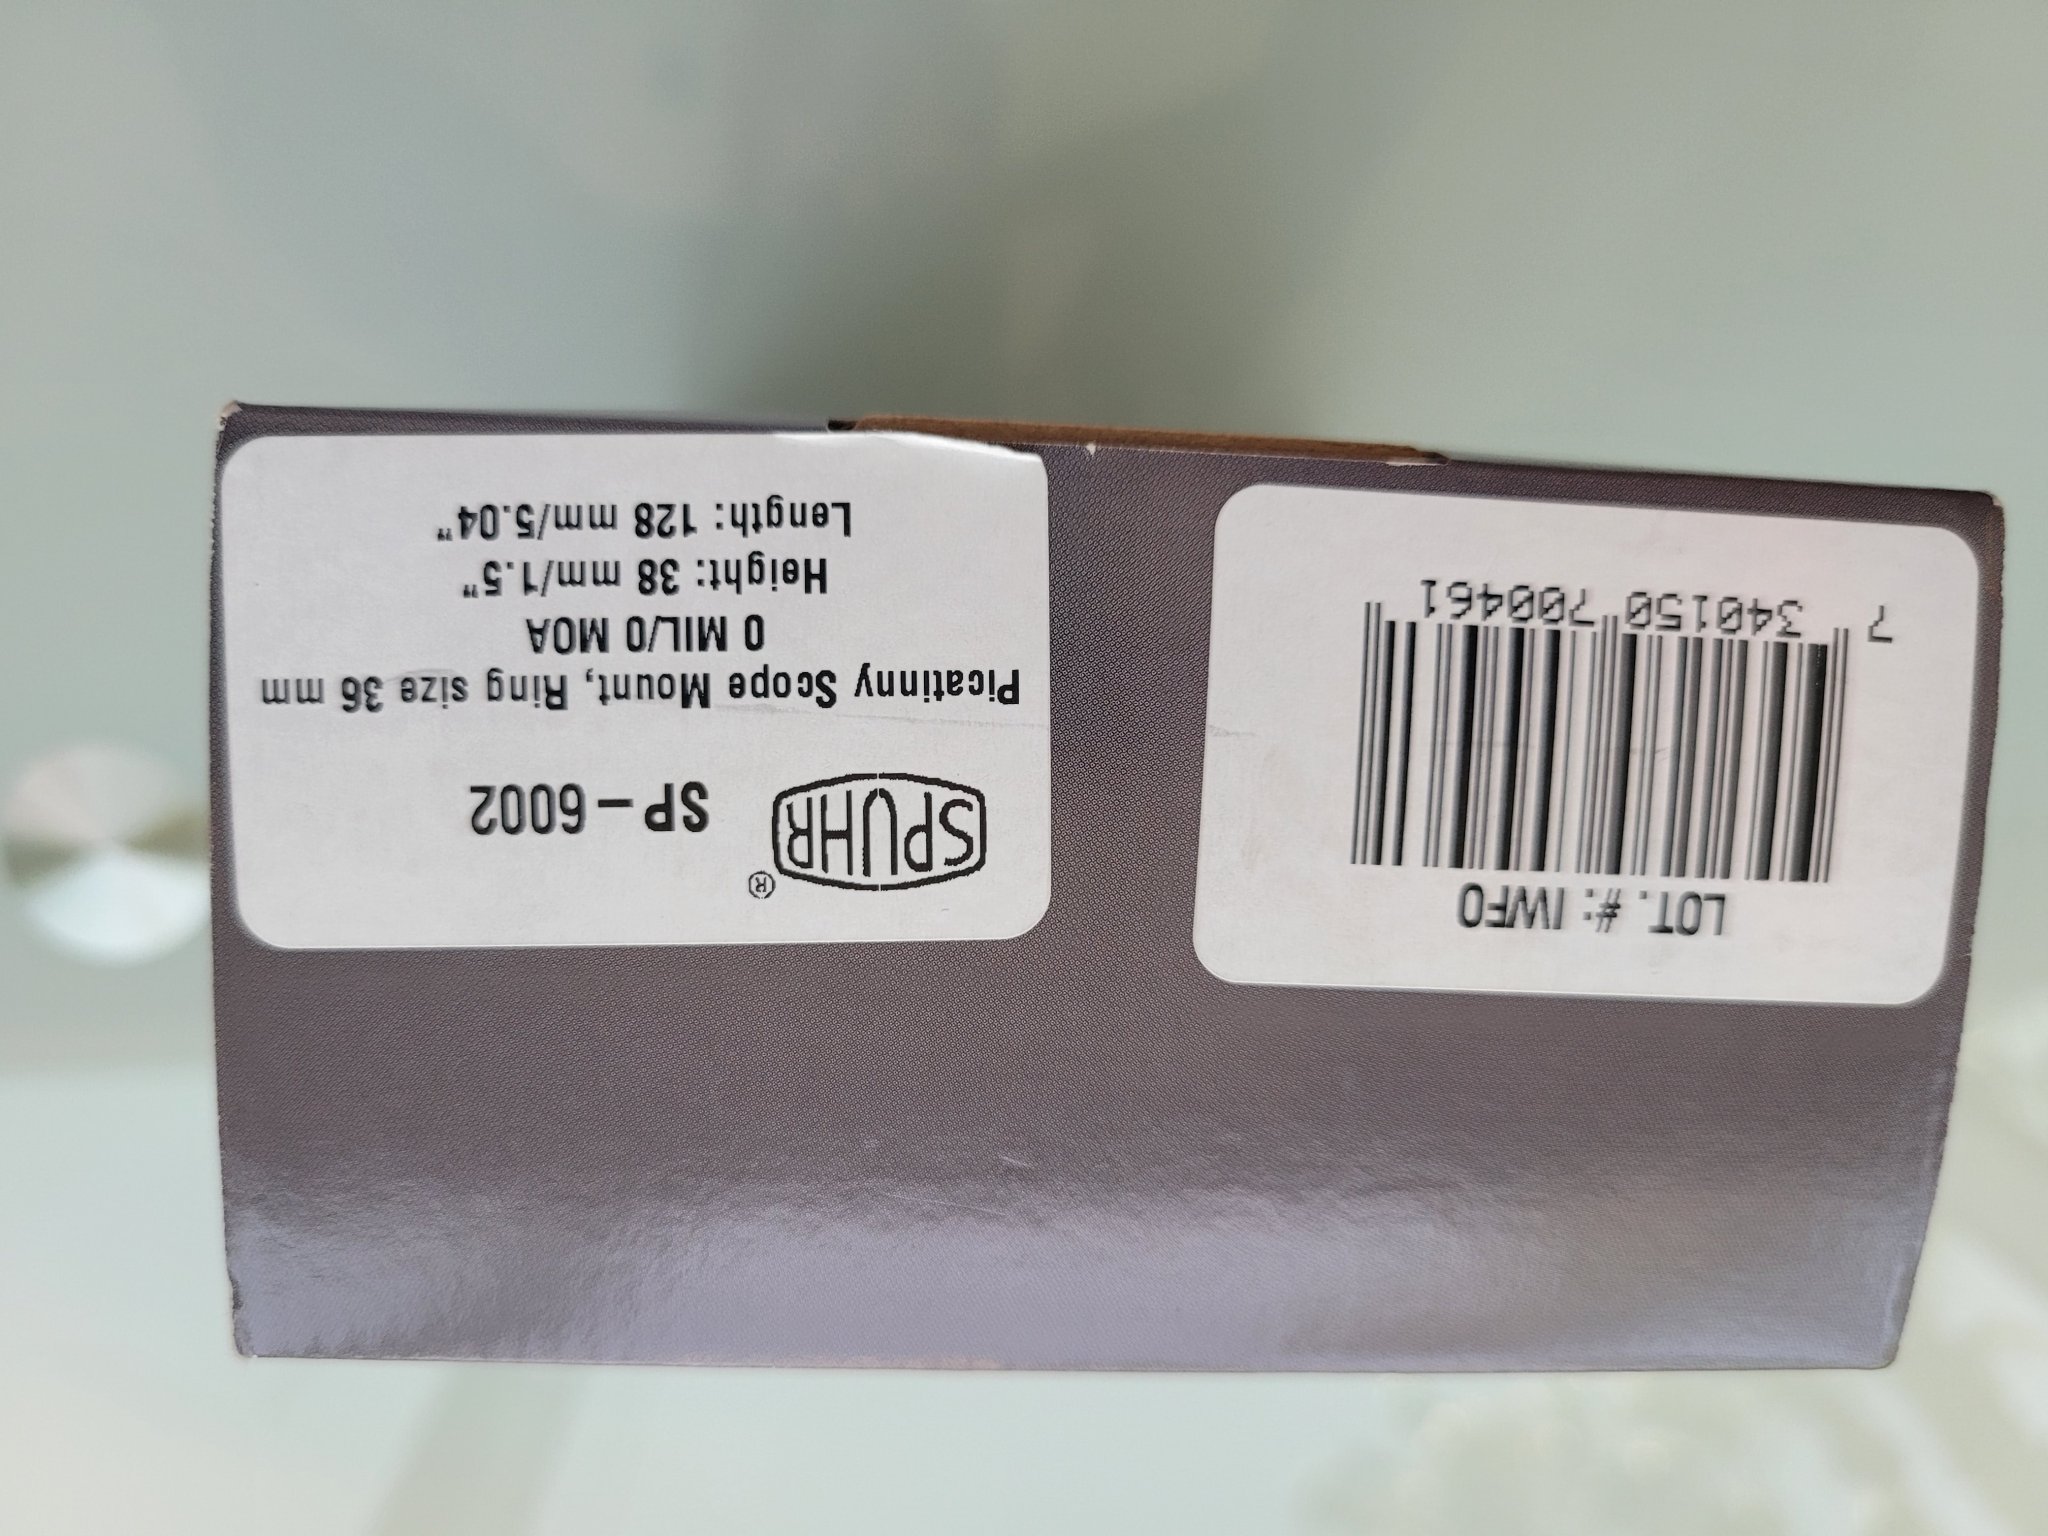 SPUHR®
SP-6002
Picatinny Scope Mount, Ring size 36 mm
0 MIL/0 MOA
Height: 38 mm/1.5"
Length: 128 mm/5.04"
LOT. #: IWFO
7 340150 700461